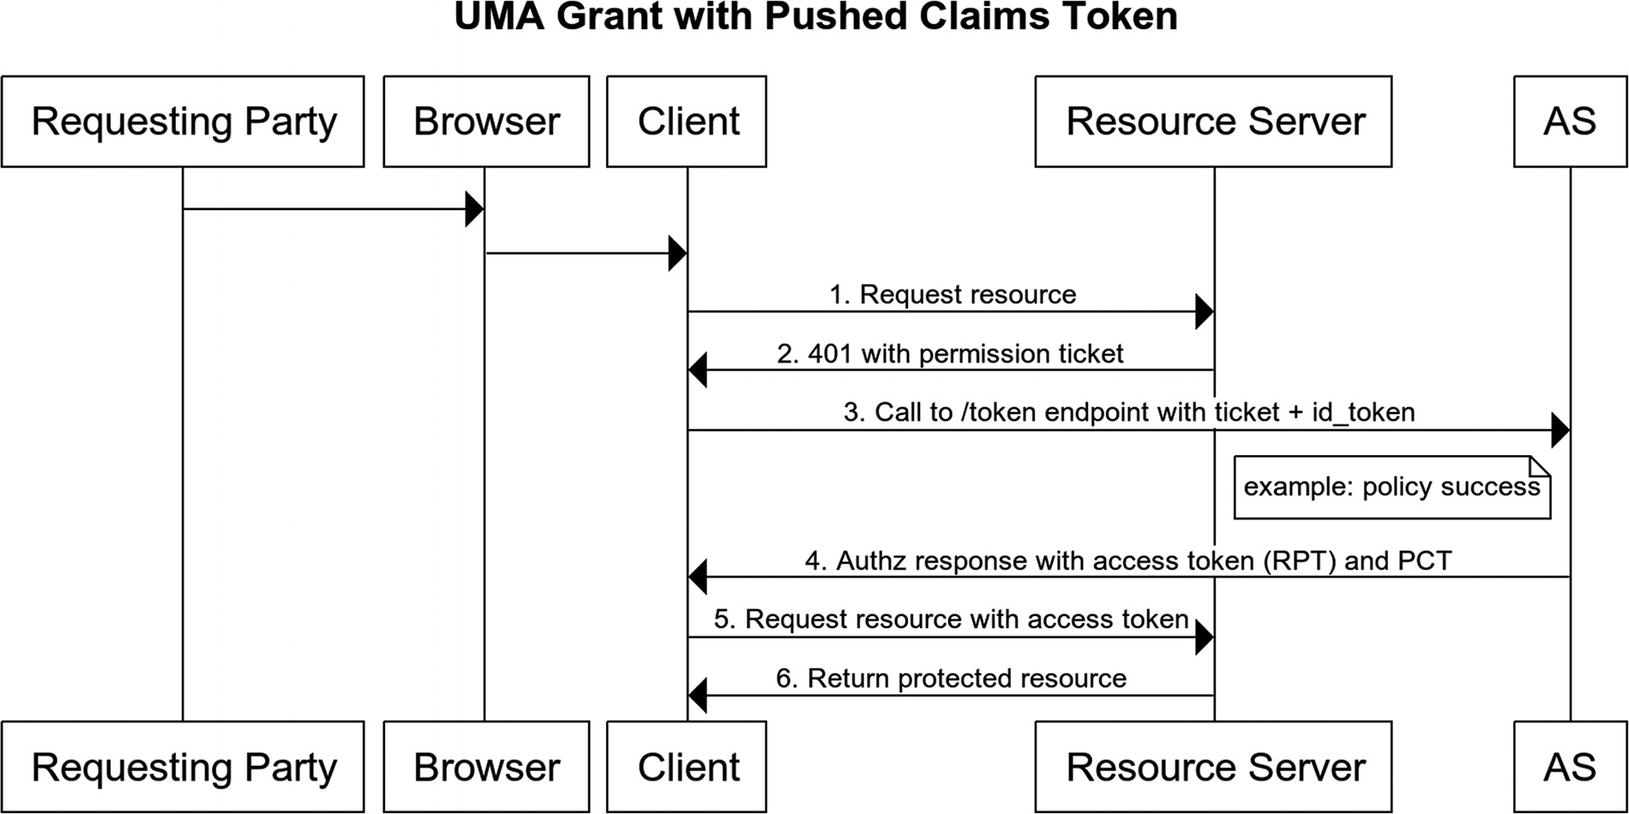 UMA Grant with Pushed Claims Token
Requesting Party
Browser
Client
Resource Server
AS
1. Request resource
2. 401 with permission ticket
3. Call to /token endpoint with ticket + id_token
example: policy success
4. Authz response with access token (RPT) and PCT
5. Request resource with access token
6. Return protected resource
Requesting Party
Browser
Client
Resource Server
AS